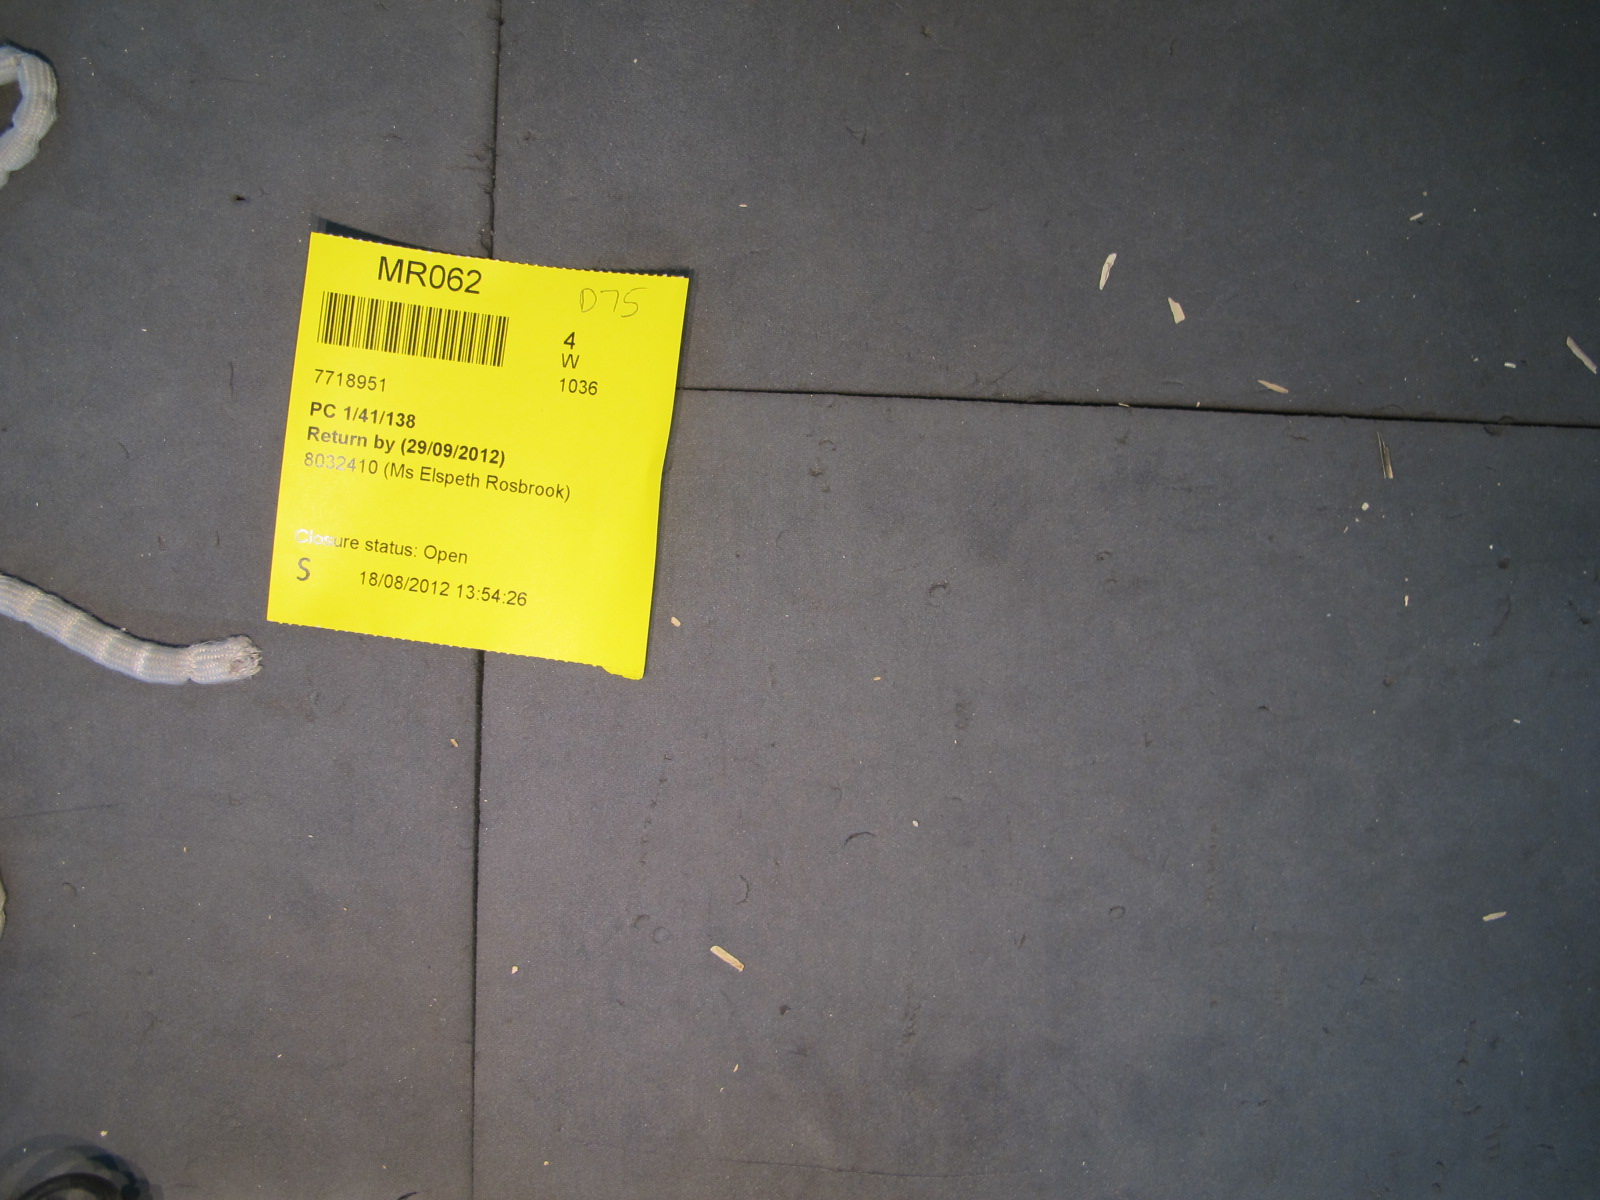 MR062
D75
4
W
7718951
1036
PC 1/41/138
Return by (29/09/2012)
8032410 (Ms Elspeth Rosbrook)
Closure status: Open
S
18/08/2012 13:54:26